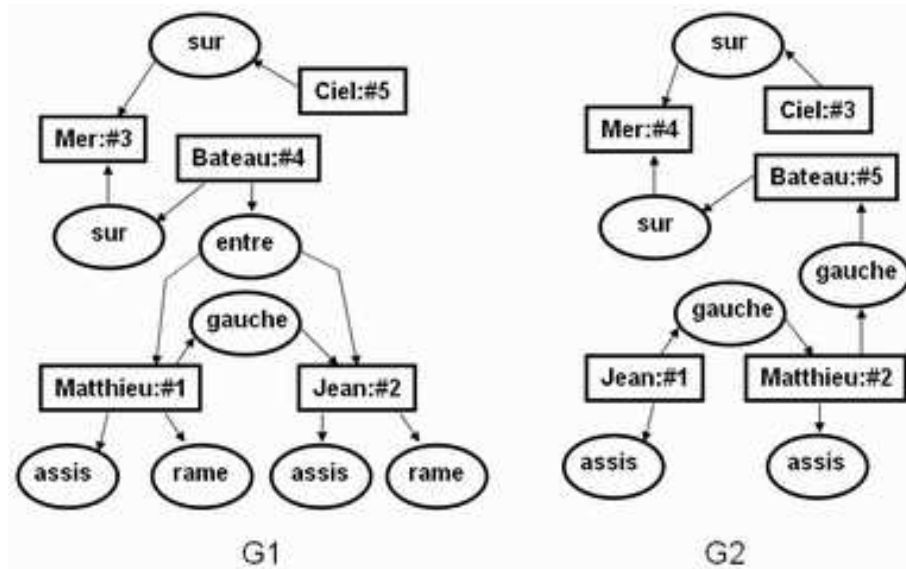 sur
Ciel:#5
Mer:#3
Bateau:#4
sur
entre
gauche
Matthieu:#1
Jean:#2
assis
rame
assis
rame
G1
sur
Ciel:#3
Mer:#4
Bateau:#5
sur
gauche
gauche
Jean:#1
Matthieu:#2
assis
assis
G2